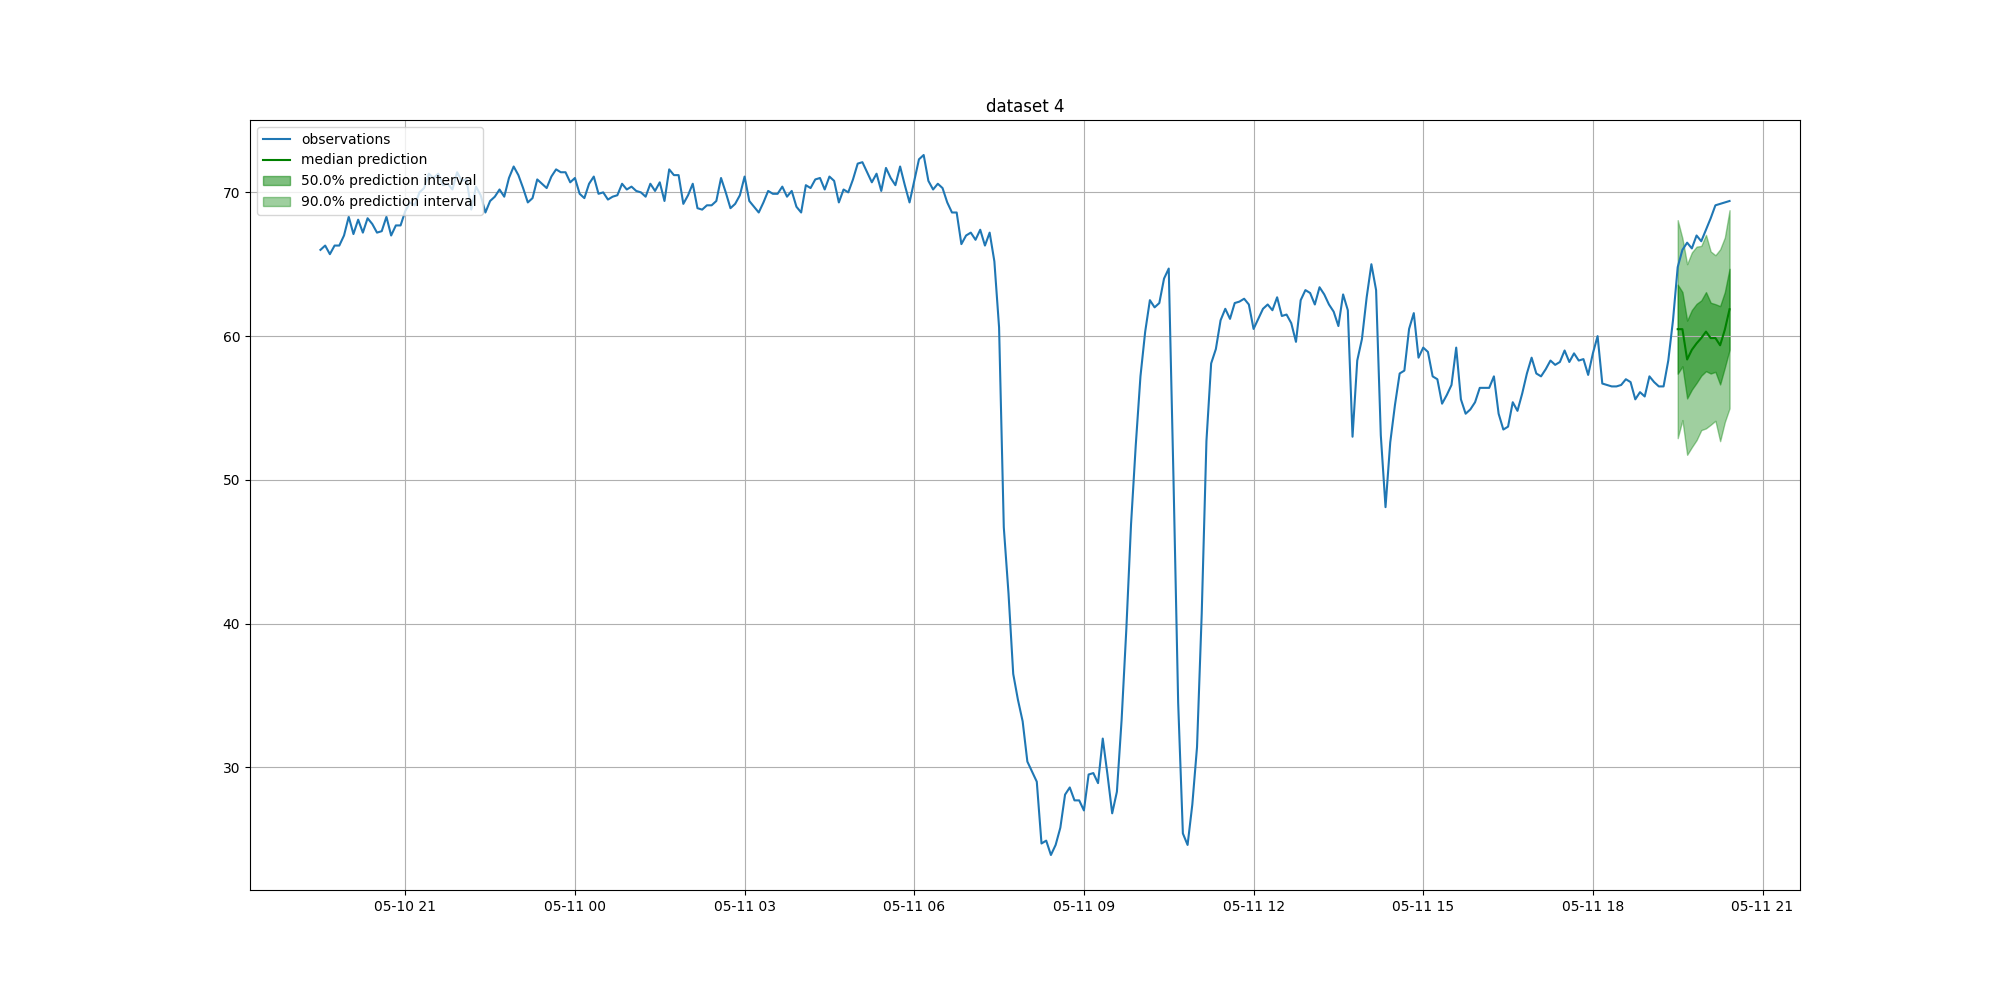 dataset 4
observations
median prediction
50.0% prediction interval
90.0% prediction interval
70
60
50
40
30
05-10 21
05-11 00
05-11 03
05-11 06
05-11 09
05-11 12
05-11 15
05-11 18
05-11 21